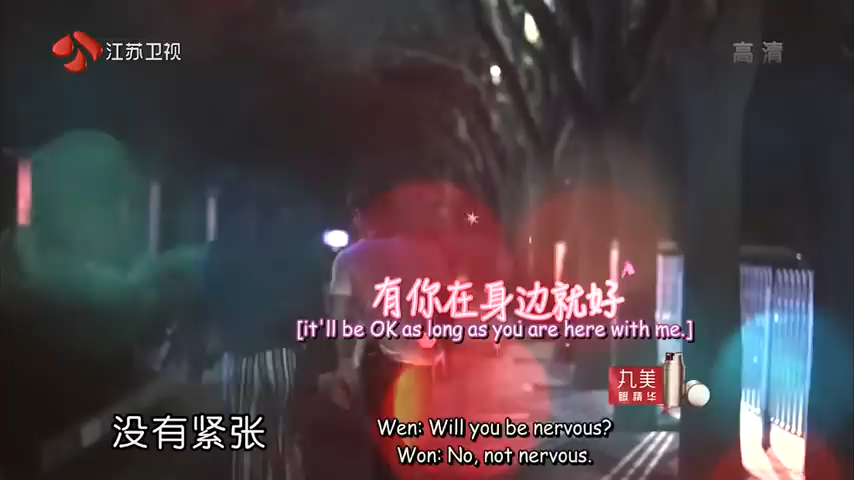 江苏卫视
高清
有你在身边就好
[it'll be OK as long as you are here with me.]
丸美
眼精华
没有紧张
Wen: Will you be nervous?
Won: No, not nervous.